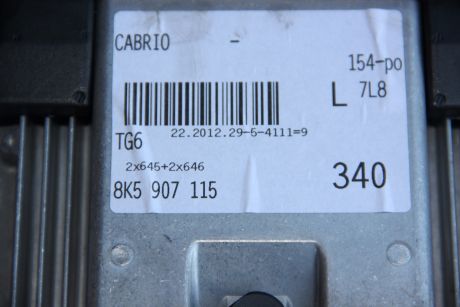 CABRIO -
154-po
L 7L8
22.2012.29-6-4111=9
TG6
2x645+2x646
8K5 907 115
340